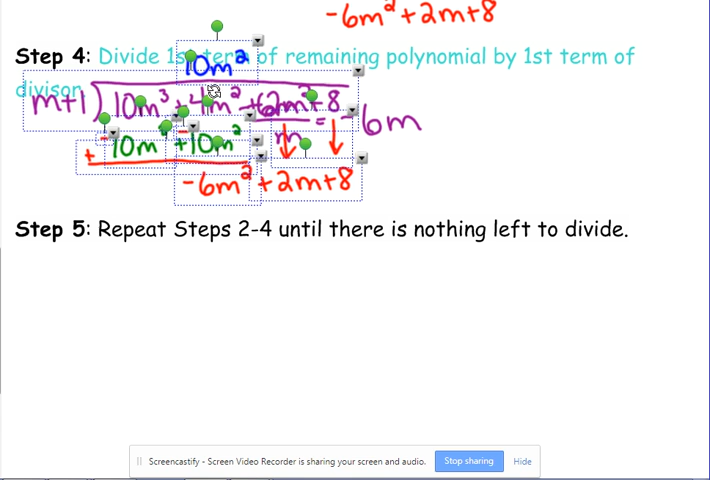 -6m² + 2m + 8
Step 4: Divide 1st term of remaining polynomial by 1st term of
divisor
10m²
m+1 ) 10m³ + 4m² + 2m + 8
-6m²
m
= -6m
10m + 10m²
+
-6m² + 2m + 8
Step 5: Repeat Steps 2-4 until there is nothing left to divide.
Screencastify - Screen Video Recorder is sharing your screen and audio. Stop sharing Hide